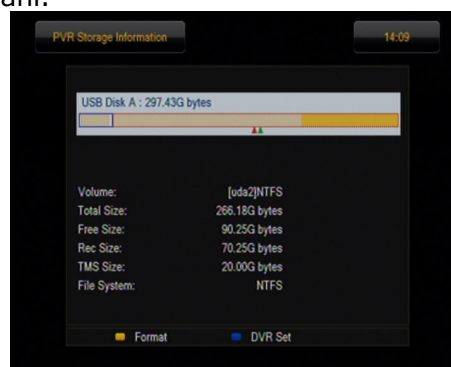 PVR Storage Information 14:09
USB Disk A : 297.43G bytes
Volume: [uda2]NTFS
Total Size: 266.18G bytes
Free Size: 90.25G bytes
Rec Size: 70.25G bytes
TMS Size: 20.00G bytes
File System: NTFS
Format DVR Set